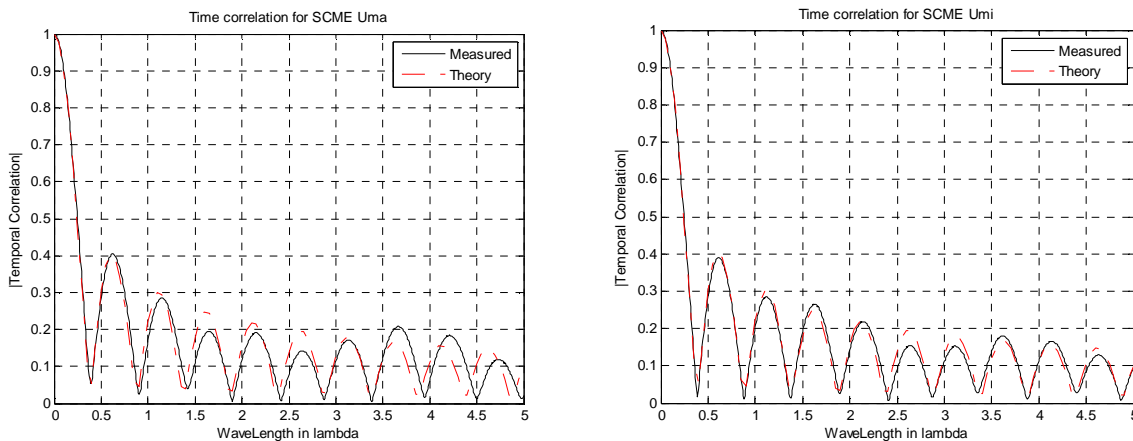 Time correlation for SCME Uma
|Temporal Correlation|
1
0.9
0.8
0.7
0.6
0.5
0.4
0.3
0.2
0.1
0
Measured
Theory
0 0.5 1 1.5 2 2.5 3 3.5 4 4.5 5
WaveLength in lambda
Time correlation for SCME Umi
|Temporal Correlation|
1
0.9
0.8
0.7
0.6
0.5
0.4
0.3
0.2
0.1
0
Measured
Theory
0 0.5 1 1.5 2 2.5 3 3.5 4 4.5 5
WaveLength in lambda